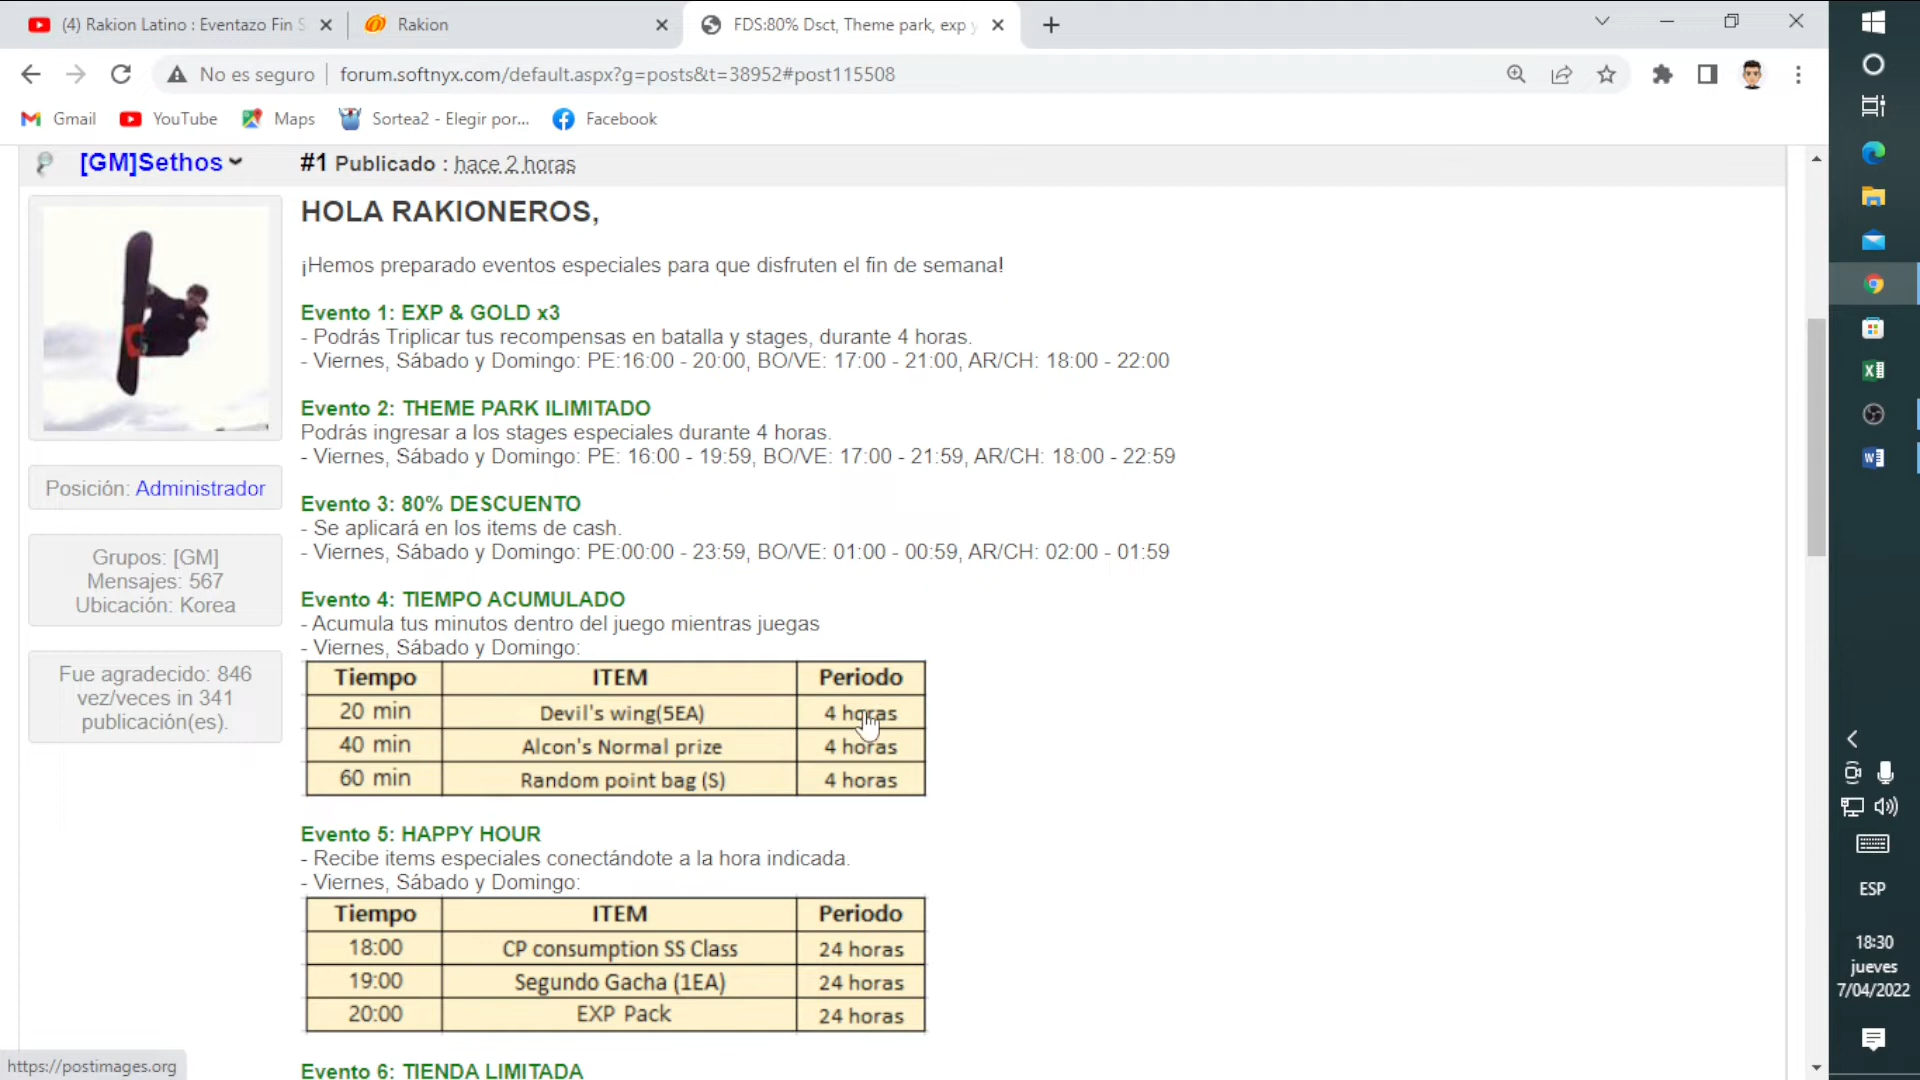 (4) Rakion Latino : Eventazo Fin S
Rakion
FDS:80% Dsct, Theme park, exp y
No es seguro
forum.softnyx.com/default.aspx?g=posts&t=38952#post115508
Gmail
YouTube
Maps
Sortea2 - Elegir por...
Facebook
[GM]Sethos
#1 Publicado : hace 2 horas
Posición: Administrador
Grupos: [GM]
Mensajes: 567
Ubicación: Korea
Fue agradecido: 846
vez/veces in 341
publicación(es).
HOLA RAKIONEROS,
¡Hemos preparado eventos especiales para que disfruten el fin de semana!
Evento 1: EXP & GOLD x3
- Podrás Triplicar tus recompensas en batalla y stages, durante 4 horas.
- Viernes, Sábado y Domingo: PE:16:00 - 20:00, BO/VE: 17:00 - 21:00, AR/CH: 18:00 - 22:00
Evento 2: THEME PARK ILIMITADO
Podrás ingresar a los stages especiales durante 4 horas.
- Viernes, Sábado y Domingo: PE: 16:00 - 19:59, BO/VE: 17:00 - 21:59, AR/CH: 18:00 - 22:59
Evento 3: 80% DESCUENTO
- Se aplicará en los items de cash.
- Viernes, Sábado y Domingo: PE:00:00 - 23:59, BO/VE: 01:00 - 00:59, AR/CH: 02:00 - 01:59
Evento 4: TIEMPO ACUMULADO
- Acumula tus minutos dentro del juego mientras juegas
- Viernes, Sábado y Domingo:
Tiempo ITEM Periodo
20 min Devil's wing(5EA) 4 horas
40 min Alcon's Normal prize 4 horas
60 min Random point bag (S) 4 horas
Evento 5: HAPPY HOUR
- Recibe items especiales conectándote a la hora indicada.
- Viernes, Sábado y Domingo:
Tiempo ITEM Periodo
18:00 CP consumption SS Class 24 horas
19:00 Segundo Gacha (1EA) 24 horas
20:00 EXP Pack 24 horas
Evento 6: TIENDA LIMITADA
https://postimages.org
ESP
18:30
jueves
7/04/2022